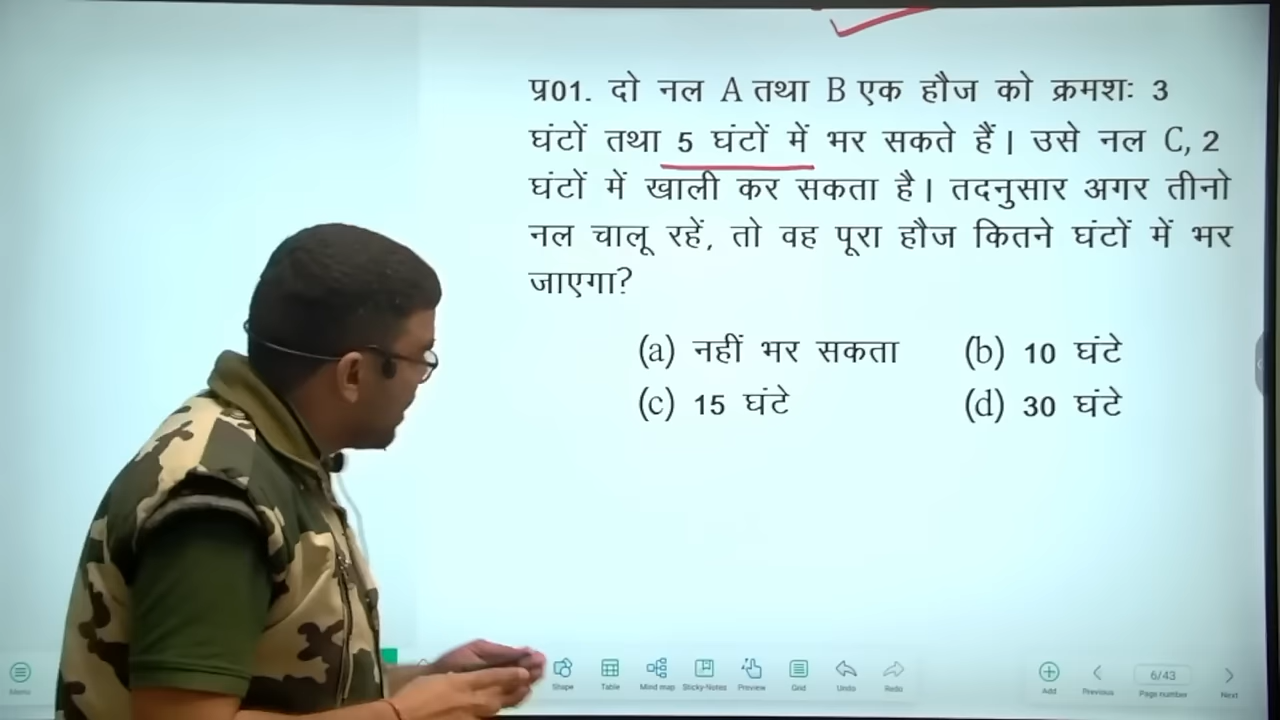 प्र01. दो नल A तथा B एक हौज को क्रमशः 3
घंटों तथा 5 घंटों में भर सकते हैं। उसे नल C, 2
घंटों में खाली कर सकता है। तदनुसार अगर तीनो
नल चालू रहें, तो वह पूरा हौज कितने घंटों में भर
जाएगा?
(a) नहीं भर सकता (b) 10 घंटे
(c) 15 घंटे (d) 30 घंटे
Menu Shape Table Mind map Sticky-Notes Preview Grid Undo Redo Add Previous 6/43 Page number Next